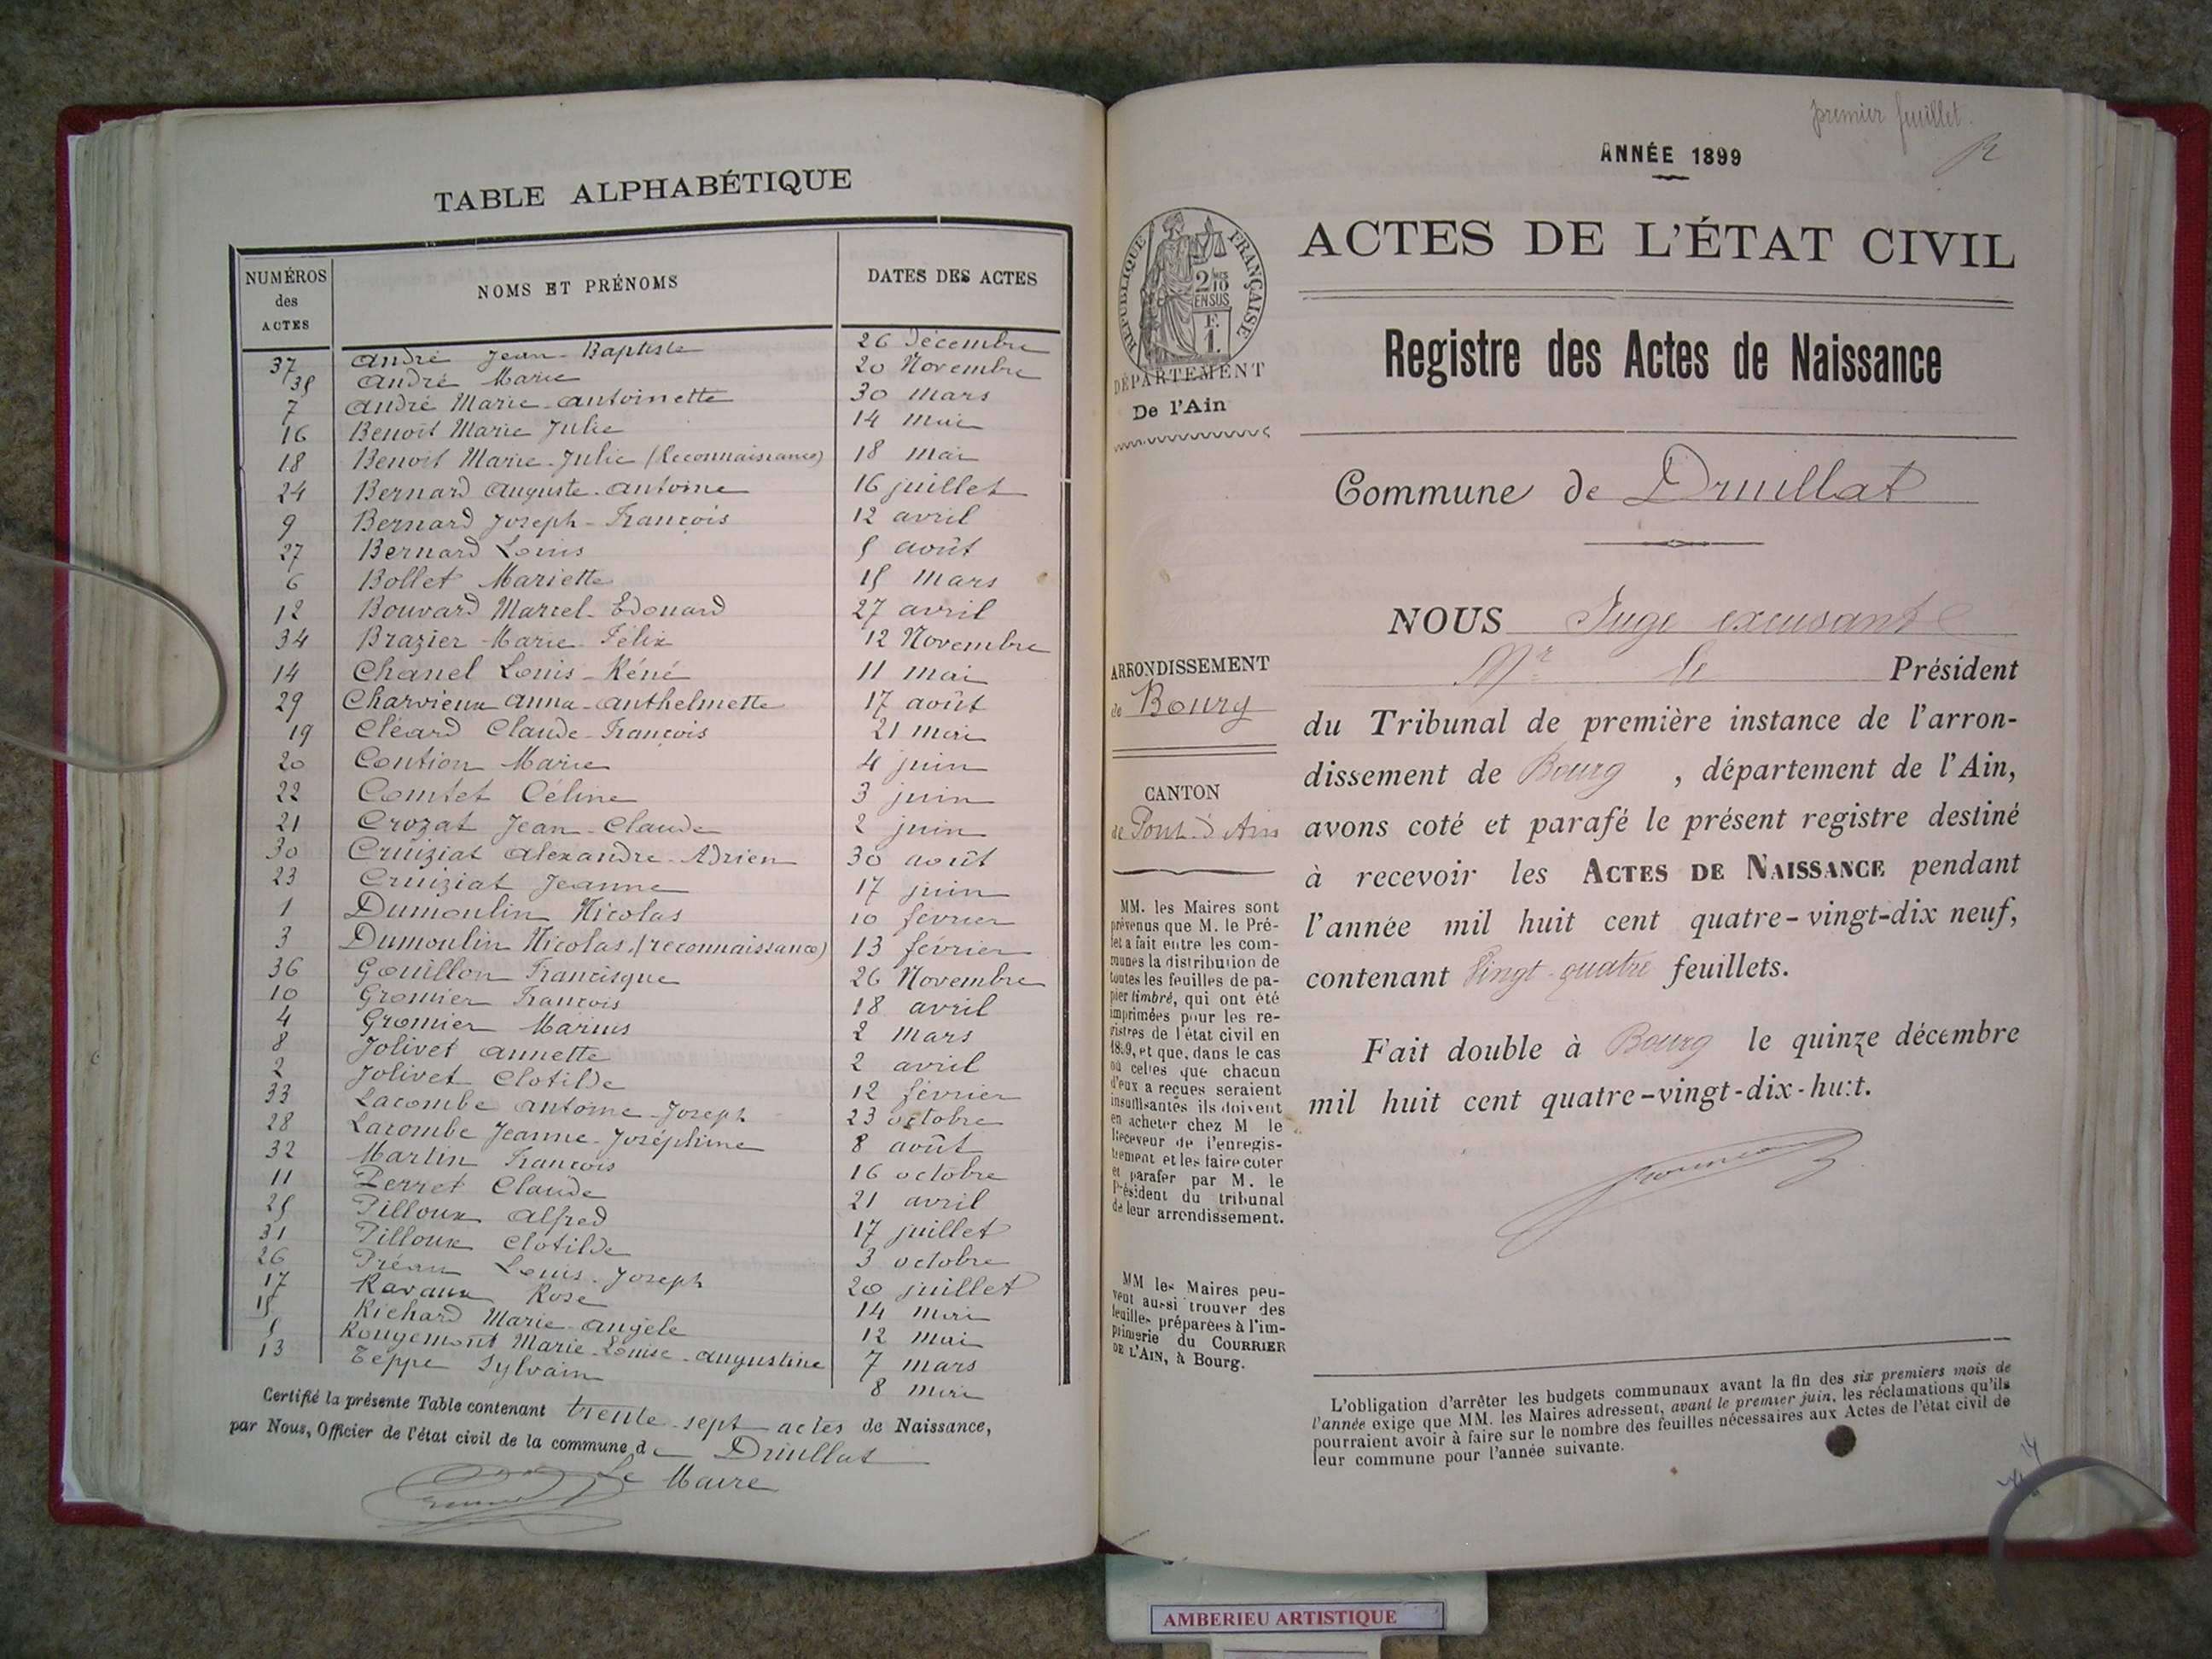 TABLE ALPHABÉTIQUE
NUMÉROS des ACTES NOMS ET PRÉNOMS DATES DES ACTES
37 André Jean-Baptiste 26 Décembre
35 André Marie 20 Novembre
7 André Marie-Antoinette 30 mars
16 Benoit Marie Julie 14 mai
18 Benoit Marie-Julie (Reconnaissance) 18 mai
24 Bernard Auguste-Antoine 16 juillet
9 Bernard Joseph-François 12 avril
27 Bernard Louis 5 août
6 Bollet Mariette 15 mars
12 Bouvard Marcel-Edouard 27 avril
34 Brazier Marie-Félix 12 Novembre
14 Chanel Louis-Réné 11 mai
29 Charvieux Anna-Anthelmette 17 août
19 Cléard Claude-François 21 mai
20 Contion Marie 4 juin
22 Comtet Céline 3 juin
21 Crozat Jean-Claude 2 juin
30 Cruiziat Alexandre-Adrien 30 août
23 Cruiziat Jeanne 17 juin
1 Dumoulin Nicolas 10 février
3 Dumoulin Nicolas (reconnaissance) 13 février
36 Gouillon Francisque 26 Novembre
10 Gromier François 18 avril
4 Gromier Marius 2 mars
8 Jolivet Annette 2 avril
2 Jolivet Clotilde 12 février
33 Lacombe Antoine-Joseph 23 octobre
28 Lacombe Jeanne-Joséphine 8 août
32 Martin François 16 octobre
11 Perret Claude 21 avril
25 Pilloux Alfred 17 juillet
31 Pilloux Clotilde 3 octobre
26 Préau Louis-Joseph 20 juillet
17 Ravaux Rose 14 mai
15 Richard Marie-Angèle 12 mai
5 Rougemont Marie-Louise-Augustine 7 mars
13 Teppe Sylvain 8 mai
Certifié la présente Table contenant trente-sept actes de Naissance,
par Nous, Officier de l'état civil de la commune de Druillat
Le Maire
premier feuillet.
ANNÉE 1899
ACTES DE L'ÉTAT CIVIL
RÉPUBLIQUE FRANÇAISE
2/10 EN SUS
F.
1.
DÉPARTEMENT
De l'Ain
Registre des Actes de Naissance
Commune de Druillat
ARRONDISSEMENT
de Bourg
CANTON
de Pont-d'Ain
MM. les Maires sont
prévenus que M. le Pré-
fet a fait entre les com-
munes la distribution de
toutes les feuilles de pa-
pier timbré, qui ont été
imprimées pour les re-
gistres de l'état civil en
1899, et que, dans le cas
où celles que chacun
d'eux a reçues seraient
insuffisantes ils doivent
en acheter chez M le
Receveur de l'enregis-
trement et les faire coter
et parafer par M. le
Président du tribunal
de leur arrondissement.
MM les Maires peu-
vent aussi trouver des
feuilles préparées à l'im-
primerie du COURRIER
DE L'AIN, à Bourg.
NOUS Juge excusant
Mr le Président
du Tribunal de première instance de l'arron-
dissement de Bourg , département de l'Ain,
avons coté et parafé le présent registre destiné
à recevoir les ACTES DE NAISSANCE pendant
l'année mil huit cent quatre-vingt-dix neuf,
contenant Vingt-quatre feuillets.
Fait double à Bourg le quinze décembre
mil huit cent quatre-vingt-dix-huit.
L'obligation d'arrêter les budgets communaux avant la fin des six premiers mois de
l'année exige que MM. les Maires adressent, avant le premier juin, les réclamations qu'ils
pourraient avoir à faire sur le nombre des feuilles nécessaires aux Actes de l'état civil de
leur commune pour l'année suivante.
AMBERIEU ARTISTIQUE